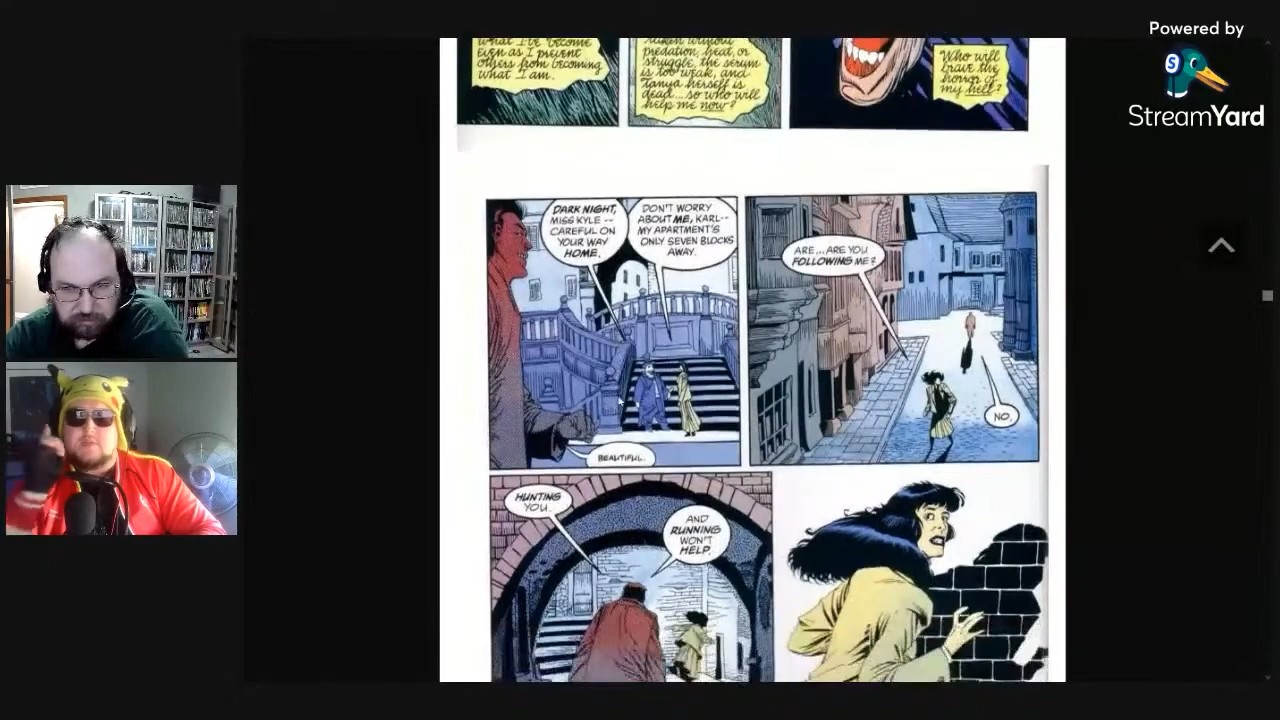 Powered by
StreamYard
WHAT I'VE BECOME
EVEN AS I PREVENT
OTHERS FROM BECOMING
WHAT I AM.
TAKEN WITHOUT
PREDATION, HEAT, OR
STRUGGLE, THE SERUM
IS TOO WEAK, AND
TANYA HERSELF IS
DEAD... SO WHO WILL
HELP ME NOW?
WHO WILL
BRAVE THE
HORROR OF
MY HELL?
DARK NIGHT,
MISS KYLE --
CAREFUL ON
YOUR WAY
HOME.
DON'T WORRY
ABOUT ME, KARL--
MY APARTMENT'S
ONLY SEVEN BLOCKS
AWAY.
BEAUTIFUL.
ARE...ARE YOU
FOLLOWING ME?
NO.
HUNTING
YOU.
AND
RUNNING
WON'T
HELP.